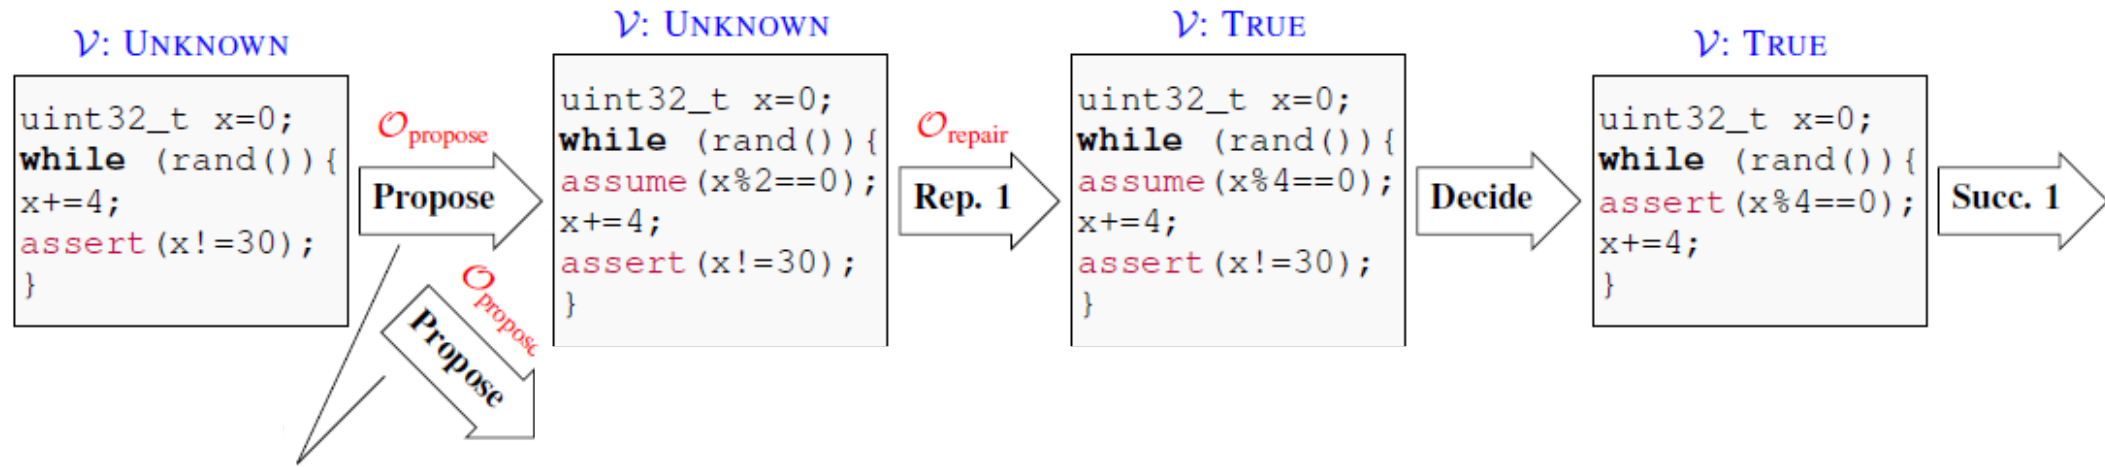 𝒱: UNKNOWN
uint32_t x=0;
while (rand()){
x+=4;
assert(x!=30);
}
𝒪propose
Propose
𝒪propose
Propose
𝒱: UNKNOWN
uint32_t x=0;
while (rand()){
assume(x%2==0);
x+=4;
assert(x!=30);
}
𝒪repair
Rep. 1
𝒱: TRUE
uint32_t x=0;
while (rand()){
assume(x%4==0);
x+=4;
assert(x!=30);
}
Decide
𝒱: TRUE
uint32_t x=0;
while (rand()){
assert(x%4==0);
x+=4;
}
Succ. 1